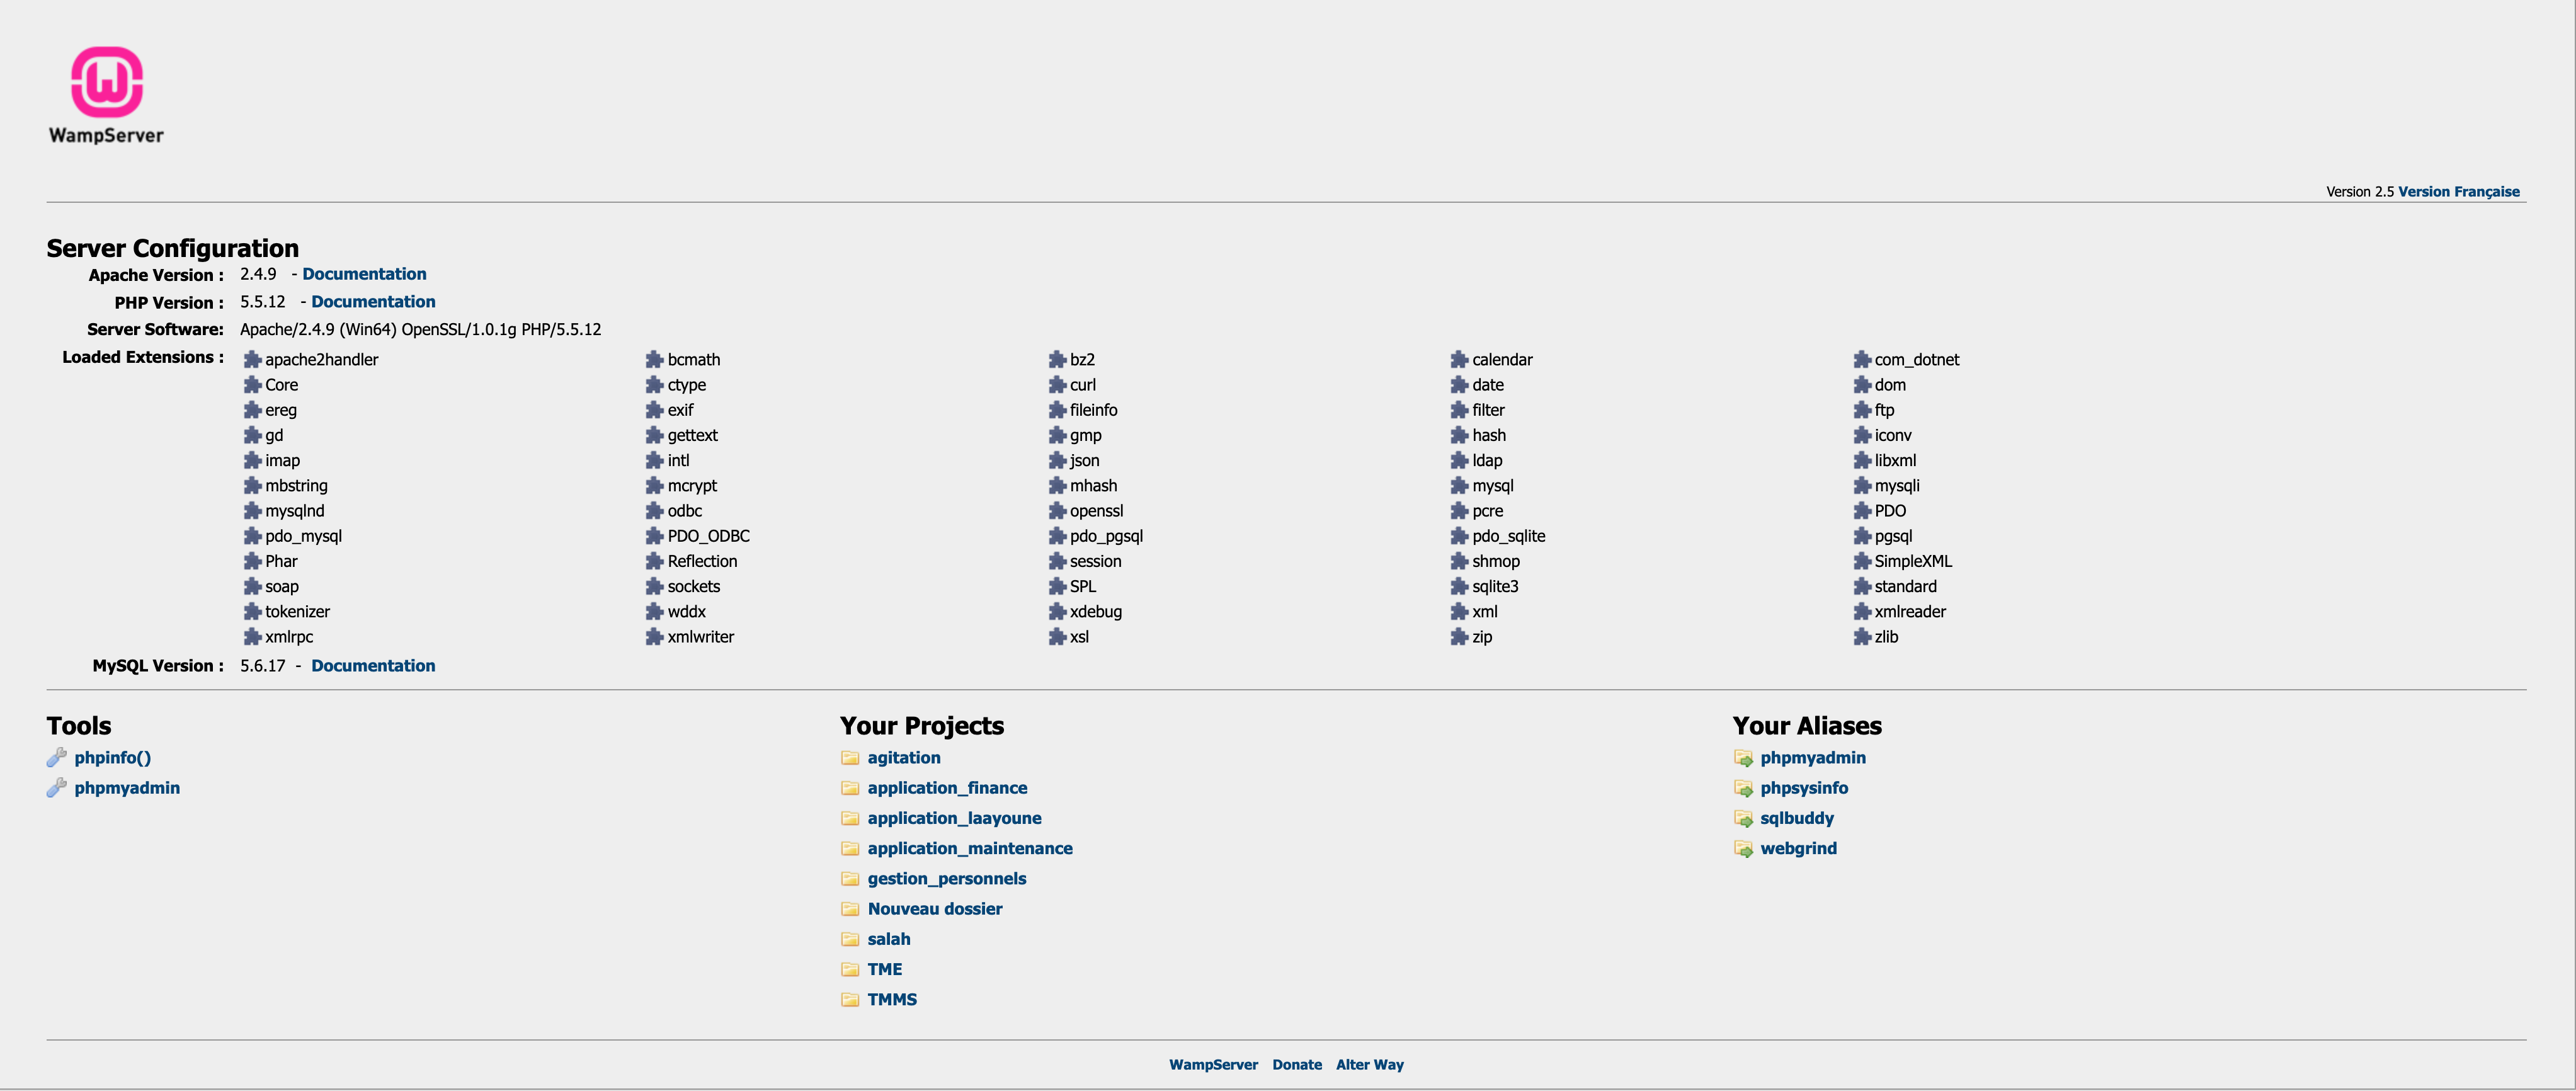 WampServer
Version 2.5 Version Française
Server Configuration
Apache Version : 2.4.9 - Documentation
PHP Version : 5.5.12 - Documentation
Server Software: Apache/2.4.9 (Win64) OpenSSL/1.0.1g PHP/5.5.12
Loaded Extensions : apache2handler bcmath bz2 calendar com_dotnet
Core ctype curl date dom
ereg exif fileinfo filter ftp
gd gettext gmp hash iconv
imap intl json ldap libxml
mbstring mcrypt mhash mysql mysqli
mysqlnd odbc openssl pcre PDO
pdo_mysql PDO_ODBC pdo_pgsql pdo_sqlite pgsql
Phar Reflection session shmop SimpleXML
soap sockets SPL sqlite3 standard
tokenizer wddx xdebug xml xmlreader
xmlrpc xmlwriter xsl zip zlib
MySQL Version : 5.6.17 - Documentation
Tools
phpinfo()
phpmyadmin
Your Projects
agitation
application_finance
application_laayoune
application_maintenance
gestion_personnels
Nouveau dossier
salah
TME
TMMS
Your Aliases
phpmyadmin
phpsysinfo
sqlbuddy
webgrind
WampServer Donate Alter Way